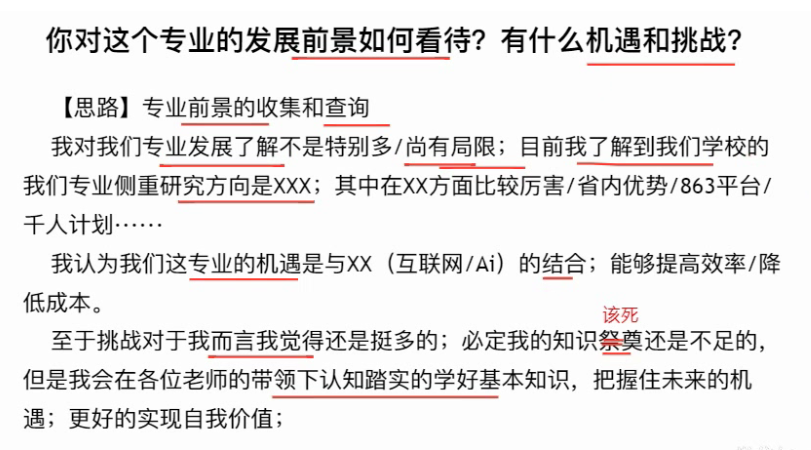 你对这个专业的发展前景如何看待？有什么机遇和挑战？
【思路】专业前景的收集和查询
我对我们专业发展了解不是特别多/尚有局限；目前我了解到我们学校的
我们专业侧重研究方向是XXX；其中在XX方面比较厉害/省内优势/863平台/
千人计划……
我认为我们这专业的机遇是与XX（互联网/Ai）的结合；能够提高效率/降
低成本。
该死
至于挑战对于我而言我觉得还是挺多的；必定我的知识祭奠还是不足的，
但是我会在各位老师的带领下认知踏实的学好基本知识，把握住未来的机
遇；更好的实现自我价值；